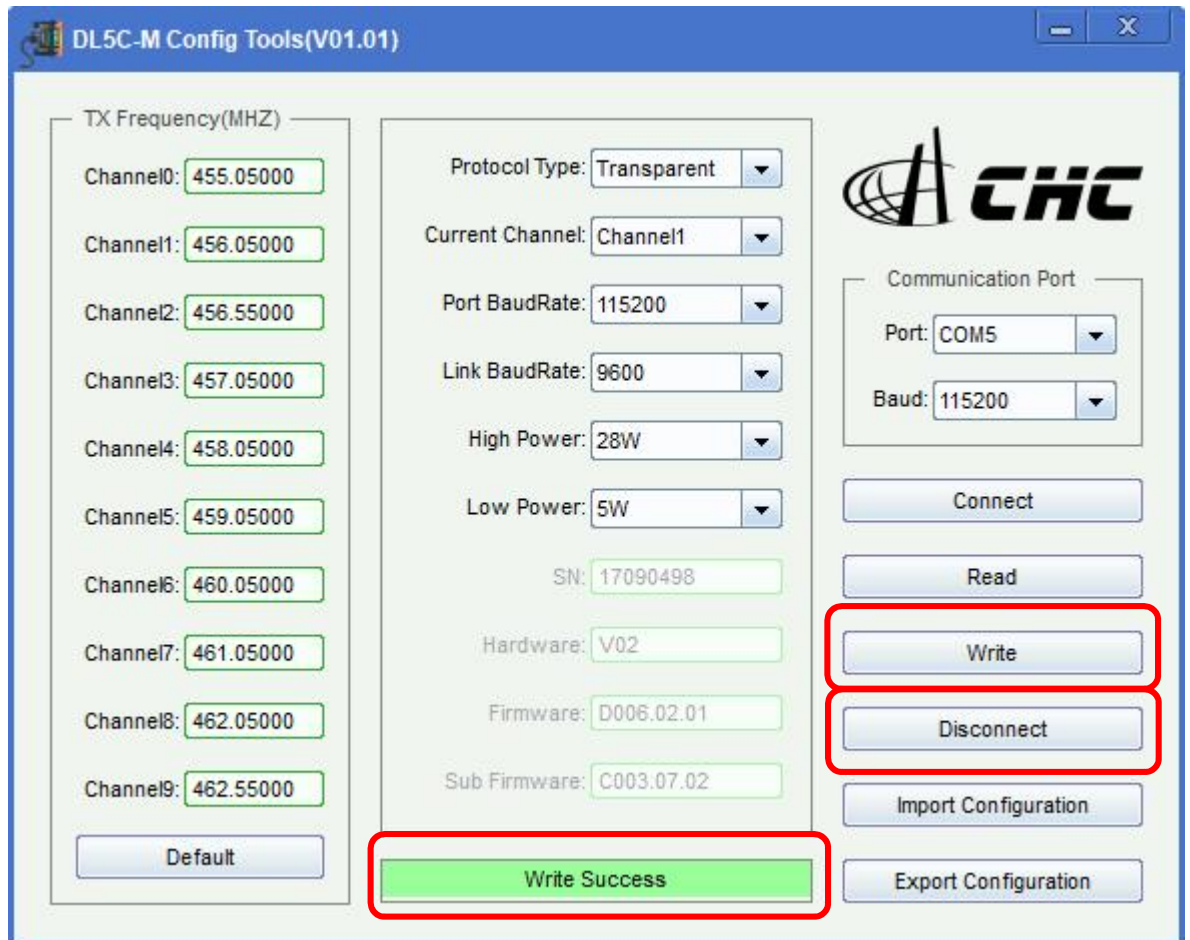 DL5C-M Config Tools(V01.01)
TX Frequency(MHZ)
Channel0: 455.05000
Channel1: 456.05000
Channel2: 456.55000
Channel3: 457.05000
Channel4: 458.05000
Channel5: 459.05000
Channel6: 460.05000
Channel7: 461.05000
Channel8: 462.05000
Channel9: 462.55000
Default
Protocol Type: Transparent
Current Channel: Channel1
Port BaudRate: 115200
Link BaudRate: 9600
High Power: 28W
Low Power: 5W
SN: 17090498
Hardware: V02
Firmware: D006.02.01
Sub Firmware: C003.07.02
Write Success
CHC
Communication Port
Port: COM5
Baud: 115200
Connect
Read
Write
Disconnect
Import Configuration
Export Configuration